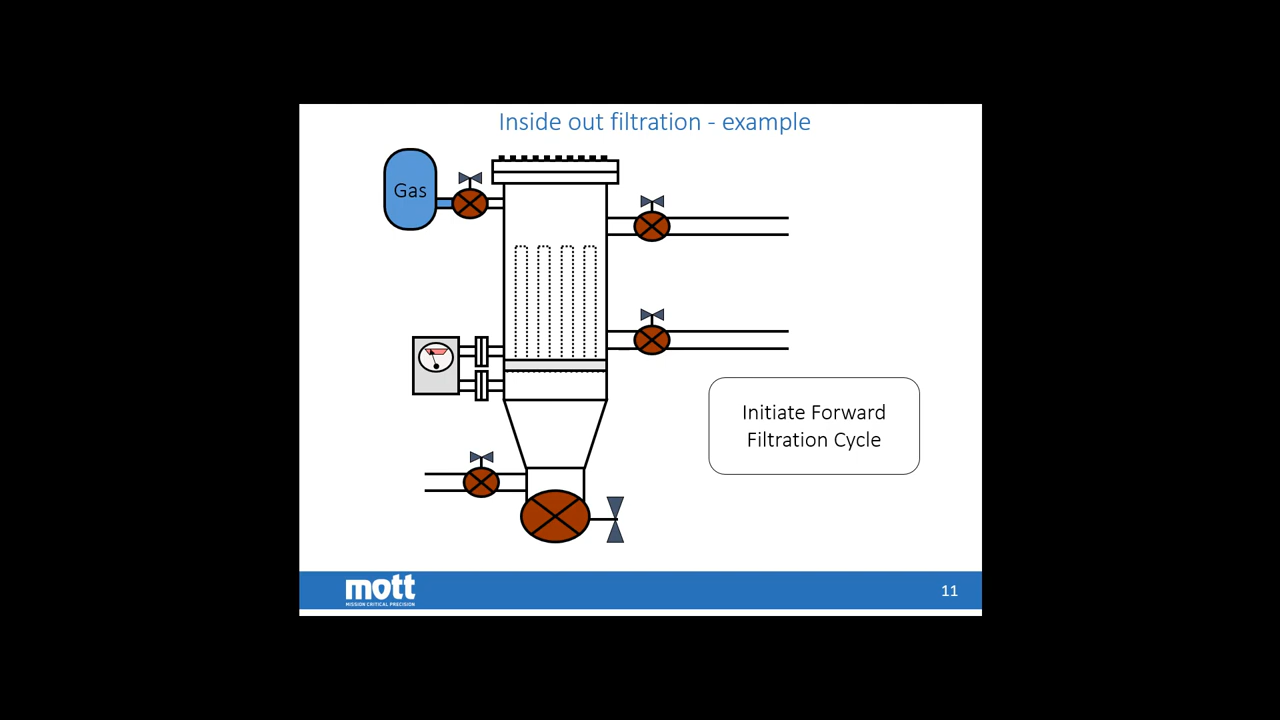 Inside out filtration - example
Gas
Initiate Forward
Filtration Cycle
mott
MISSION CRITICAL PRECISION
11